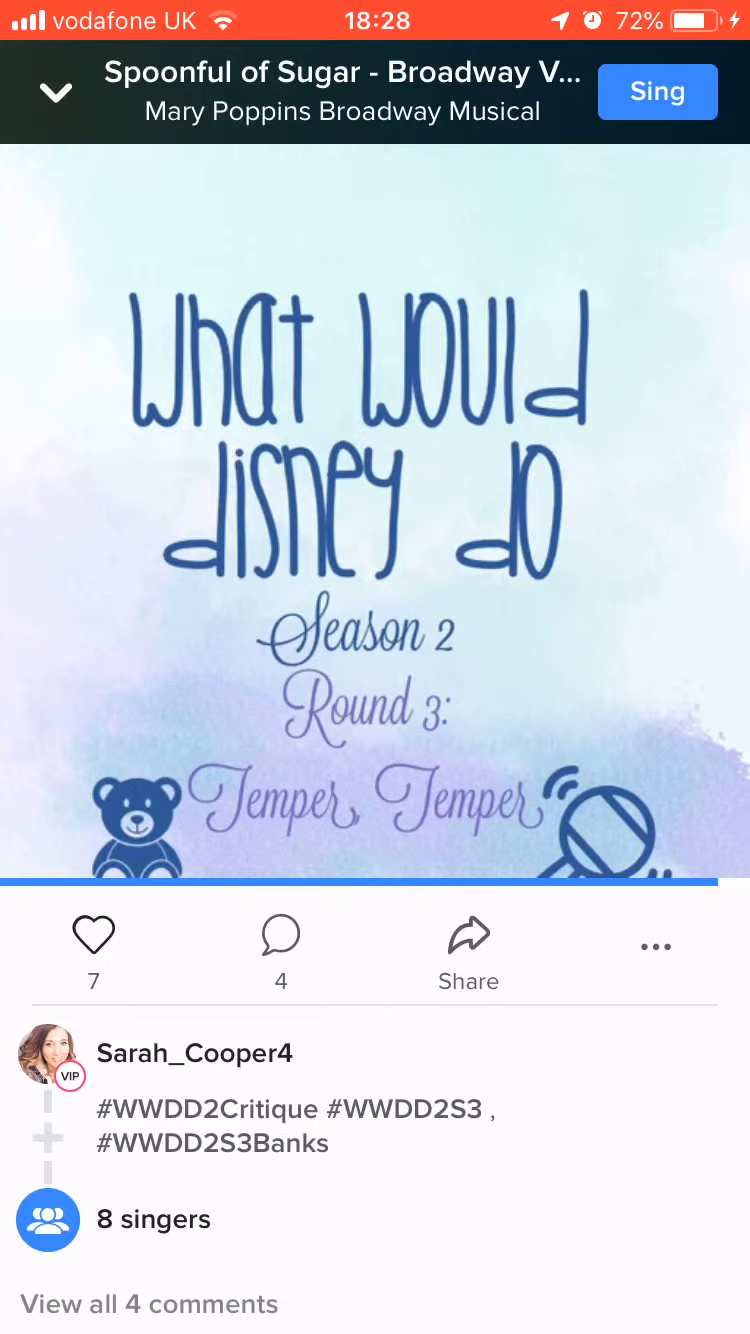 vodafone UK 18:28 72%
Spoonful of Sugar - Broadway V...
Mary Poppins Broadway Musical
Sing
What Would
disney do
Season 2
Round 3:
Temper, Temper
7 4 Share
Sarah_Cooper4
VIP
#WWDD2Critique #WWDD2S3 ,
#WWDD2S3Banks
8 singers
View all 4 comments